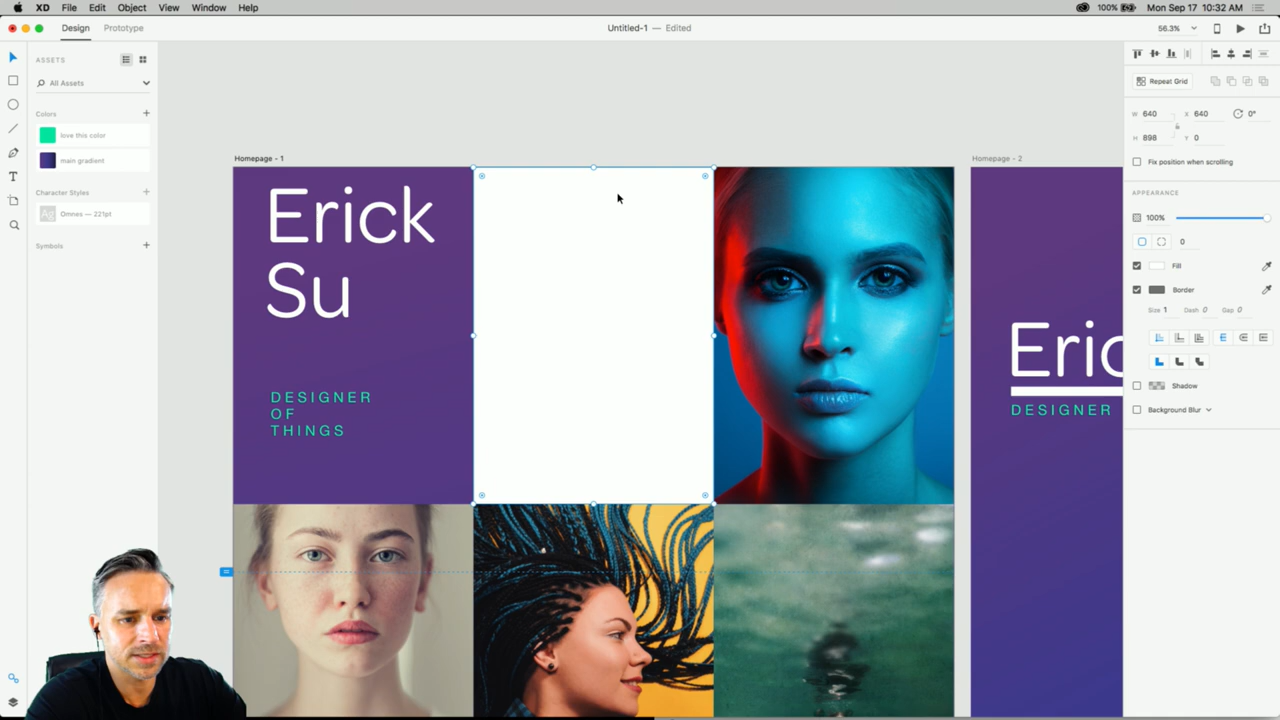 XD File Edit Object View Window Help
100% Mon Sep 17 10:32 AM
Design Prototype
Untitled-1 — Edited
56.3%
ASSETS
All Assets
Colors
love this color
main gradient
Character Styles
Ag Omnes — 221pt
Symbols
Homepage - 1
Homepage - 2
Erick
Su
DESIGNER
OF
THINGS
Eric
DESIGNER
Repeat Grid
W 640 X 640 0°
H 898 Y 0
Fix position when scrolling
APPEARANCE
100%
0
Fill
Border
Size 1 Dash 0 Gap 0
Shadow
Background Blur